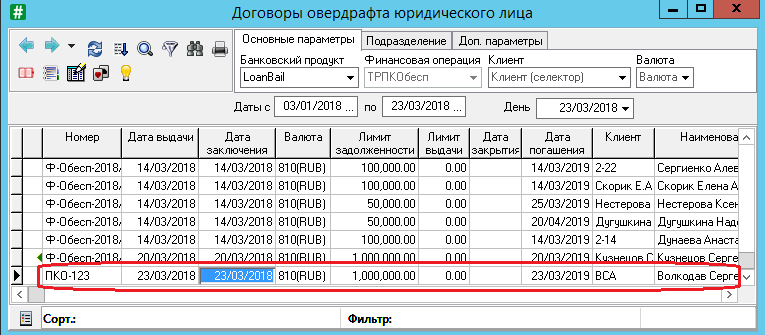 Договоры овердрафта юридического лица
Основные параметры Подразделение Доп. параметры
Банковский продукт Финансовая операция Клиент Валюта
LoanBail ТРПКОбесп Клиент (селектор) Валюта
Даты с 03/01/2018 ... по 23/03/2018 ... День 23/03/2018
Номер Дата выдачи Дата заключения Валюта Лимит задолженности Лимит выдачи Дата закрытия Дата погашения Клиент Наименова
Ф-Обесп-2018/ 14/03/2018 14/03/2018 810(RUB) 100,000.00 0.00 14/03/2019 2-22 Сергиенко Алев
Ф-Обесп-2018/ 14/03/2018 14/03/2018 810(RUB) 100,000.00 0.00 14/03/2019 Скорик Е.А Скорик Елена А
Ф-Обесп-2018/ 14/03/2018 14/03/2018 810(RUB) 50,000.00 0.00 25/03/2019 Нестерова Нестерова Ксен
Ф-Обесп-2018/ 14/03/2018 14/03/2018 810(RUB) 50,000.00 0.00 20/04/2019 Дугушкина Дугушкина Наде
Ф-Обесп-2018/ 14/03/2018 14/03/2018 810(RUB) 100,000.00 0.00 14/03/2019 2-14 Дунаева Анаста
Ф-Обесп-2018/ 20/03/2018 20/03/2018 810(RUB) 1,000,000.00 0.00 20/03/2019 Кузнецов С Кузнецов Серге
ПКО-123 23/03/2018 23/03/2018 810(RUB) 1,000,000.00 0.00 23/03/2019 ВСА Волкодав Серге
Сорт.: Фильтр: